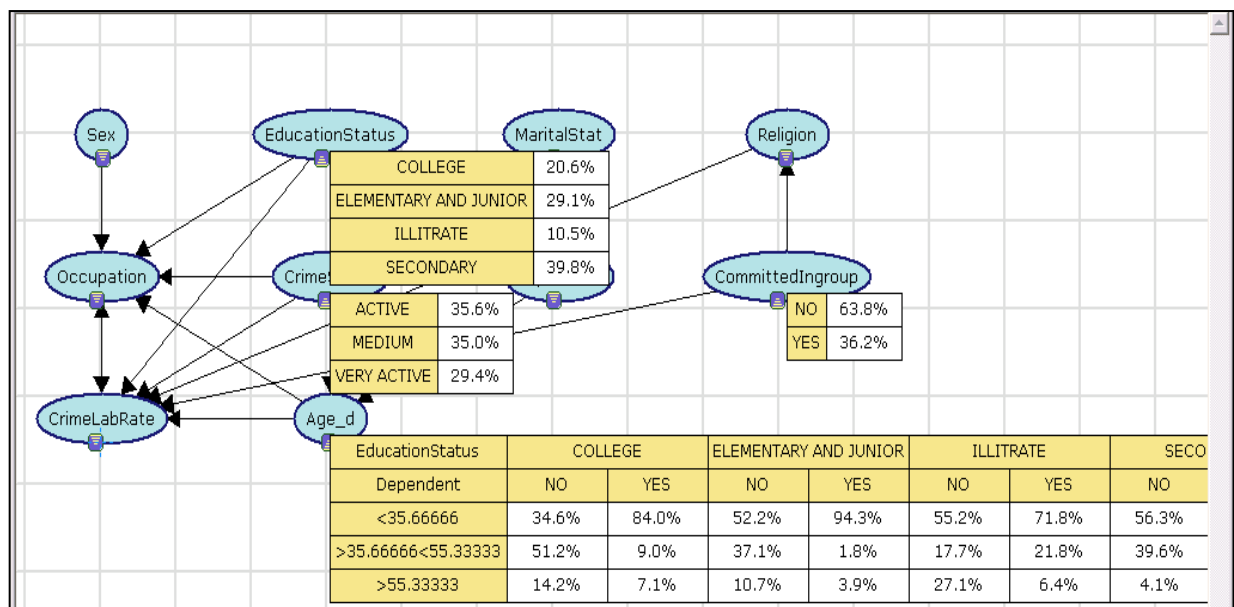 Sex
EducationStatus
MaritalStat
Religion
COLLEGE 20.6%
ELEMENTARY AND JUNIOR 29.1%
ILLITRATE 10.5%
SECONDARY 39.8%
Occupation
CrimeS
CommittedIngroup
ACTIVE 35.6%
MEDIUM 35.0%
VERY ACTIVE 29.4%
NO 63.8%
YES 36.2%
CrimeLabRate
Age_d
EducationStatus COLLEGE ELEMENTARY AND JUNIOR ILLITRATE SECO
Dependent NO YES NO YES NO YES NO
<35.66666 34.6% 84.0% 52.2% 94.3% 55.2% 71.8% 56.3%
>35.66666<55.33333 51.2% 9.0% 37.1% 1.8% 17.7% 21.8% 39.6%
>55.33333 14.2% 7.1% 10.7% 3.9% 27.1% 6.4% 4.1%